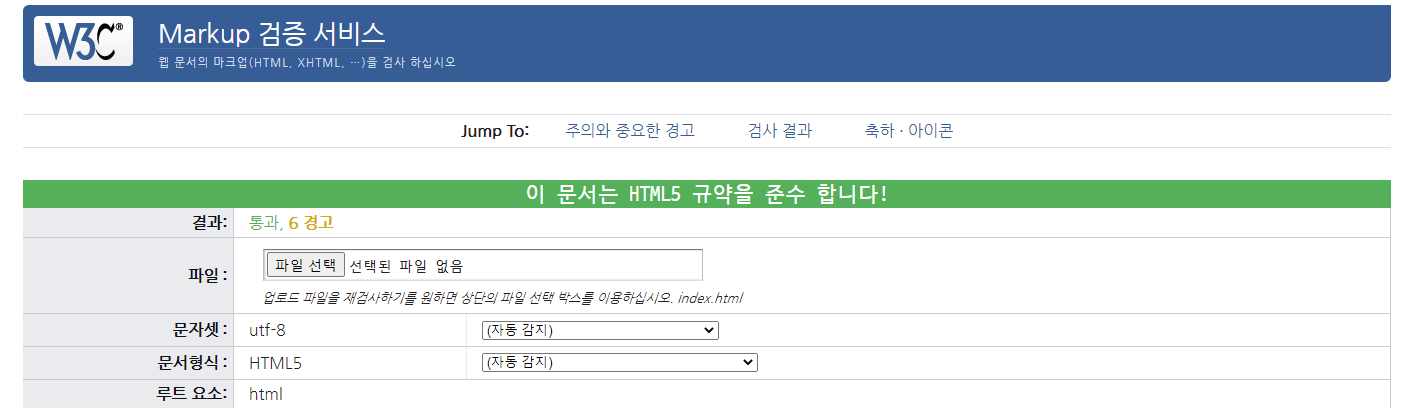 W3C® Markup 검증 서비스
웹 문서의 마크업(HTML, XHTML, …)을 검사 하십시오
Jump To: 주의와 중요한 경고 검사 결과 축하 · 아이콘
이 문서는 HTML5 규약을 준수 합니다!
결과: 통과, 6 경고
파일 : 파일 선택 선택된 파일 없음
업로드 파일을 재검사하기를 원하면 상단의 파일 선택 박스를 이용하십시오. index.html
문자셋 : utf-8 (자동 감지)
문서형식 : HTML5 (자동 감지)
루트 요소: html